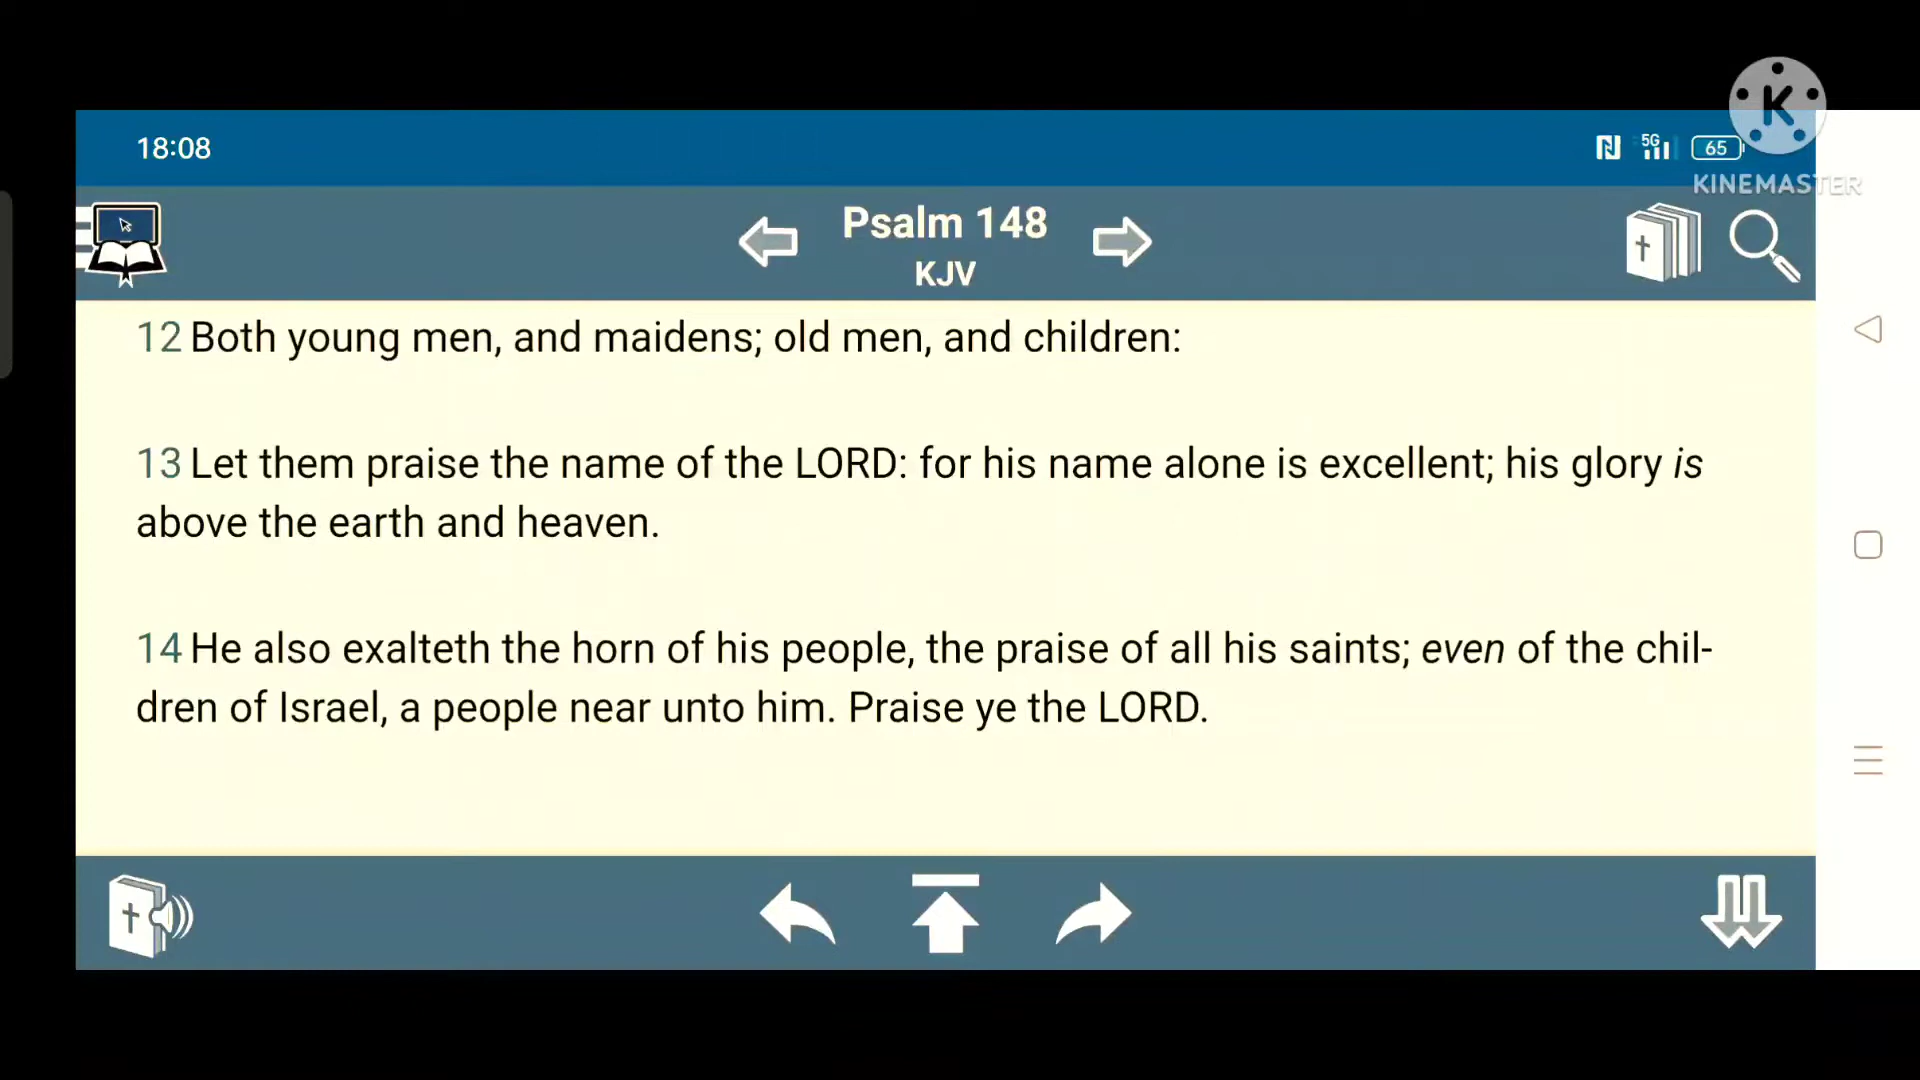 18:08
5G
65
KINEMASTER
Psalm 148
KJV
12 Both young men, and maidens; old men, and children:
13 Let them praise the name of the LORD: for his name alone is excellent; his glory is
above the earth and heaven.
14 He also exalteth the horn of his people, the praise of all his saints; even of the chil-
dren of Israel, a people near unto him. Praise ye the LORD.